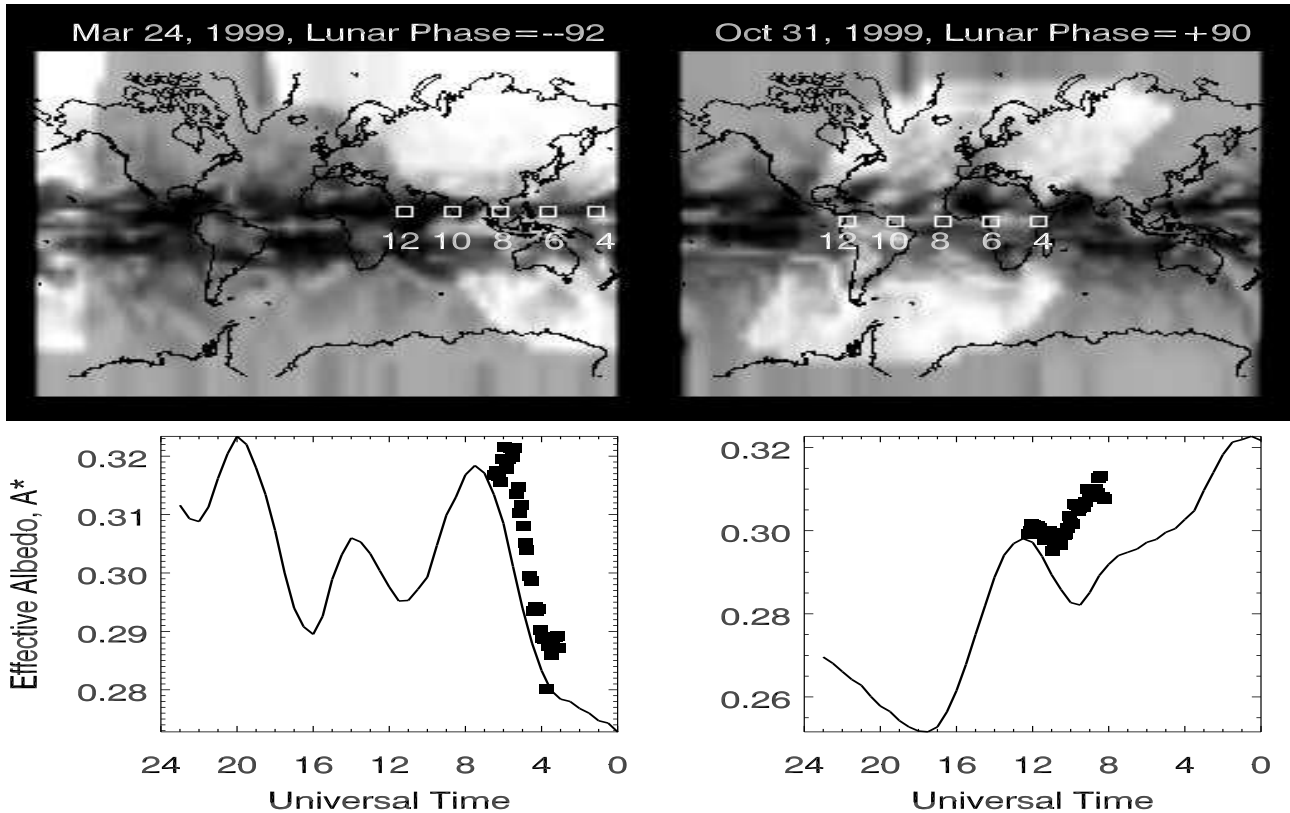 Mar 24, 1999, Lunar Phase=--92
Oct 31, 1999, Lunar Phase=+90
12 10 8 6 4
12 10 8 6 4
Effective Albedo, A*
0.32
0.31
0.30
0.29
0.28
24 20 16 12 8 4 0
Universal Time
0.32
0.30
0.28
0.26
24 20 16 12 8 4 0
Universal Time